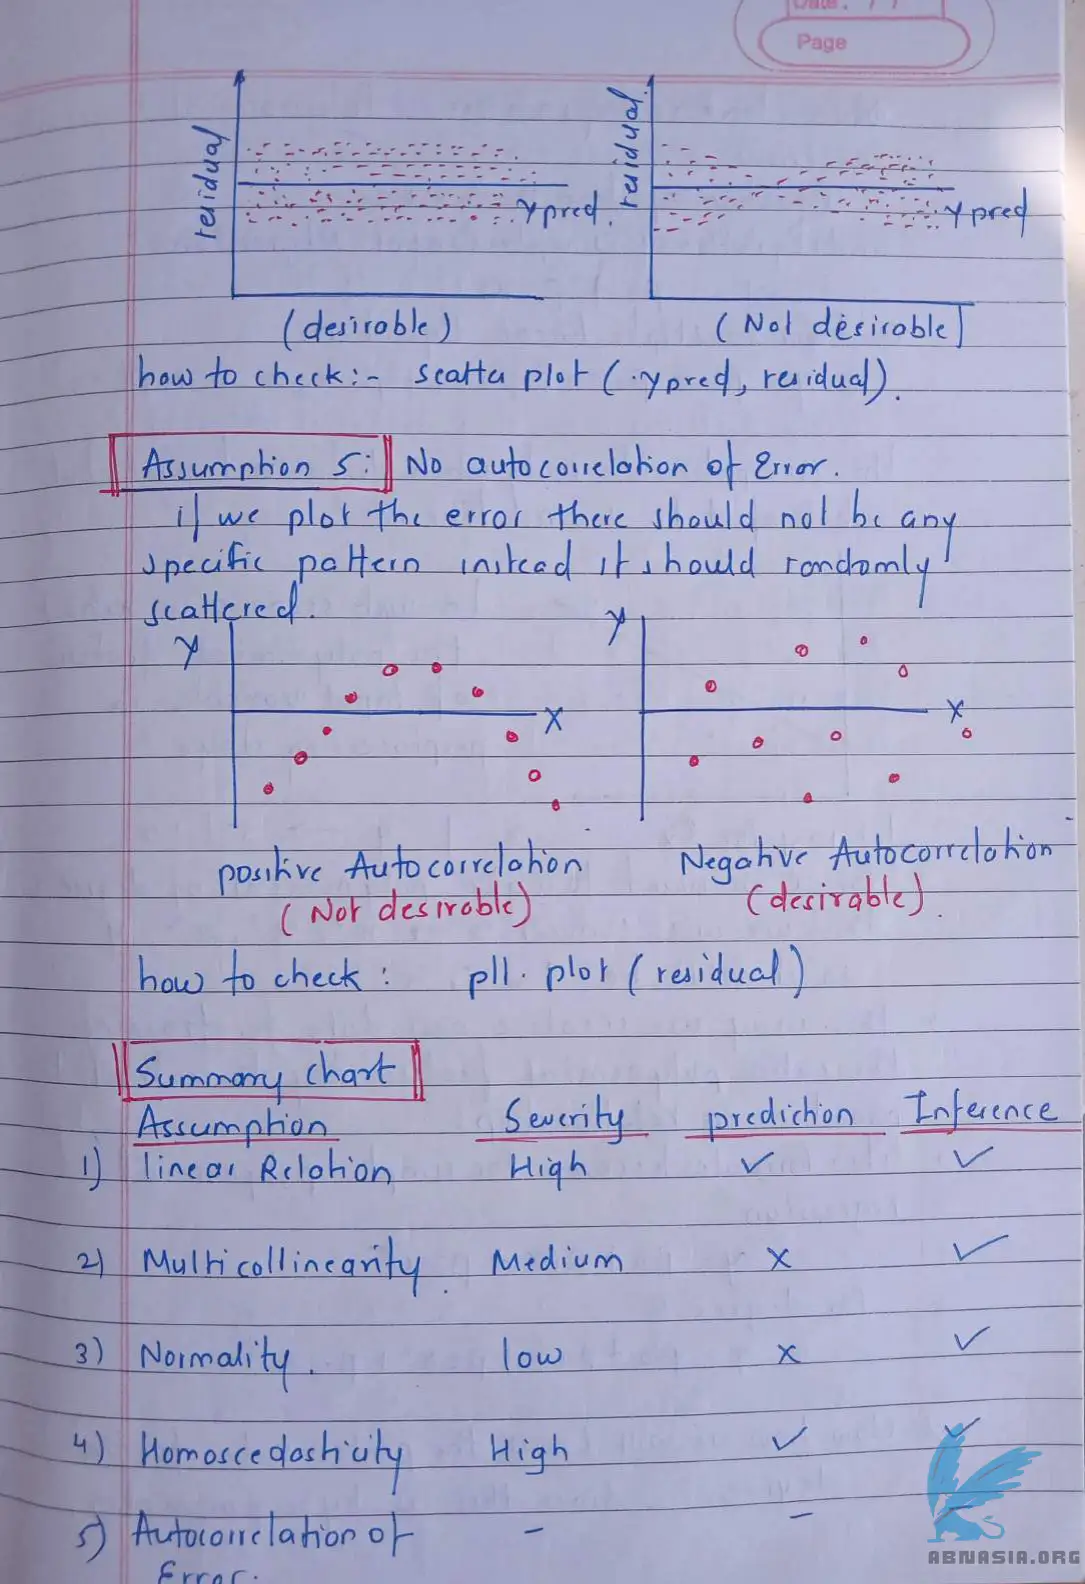 Date. / /
Page
residual
residual
Y pred.
Y pred
(desirable)
(Not desirable)
how to check:- scatter plot (.ypred, residual).
Assumption 5: No autocorrelation of Error.
if we plot the error there should not be any
specific pattern instead it should randomly
scattered.
Y
Y
X
X
positive Autocorrelation
Negative Autocorrelation
(Not desirable)
(desirable).
how to check: pll. plot (residual)
Summary Chart
Assumption Severity prediction Inference
1) linear Relation High ✓ ✓
2) Multicollinearity. Medium x ✓
3) Normality. low x ✓
4) Homoscedasticity High ✓ ✓
5) Autocorrelation of - -
Error.
ABNASIA.ORG